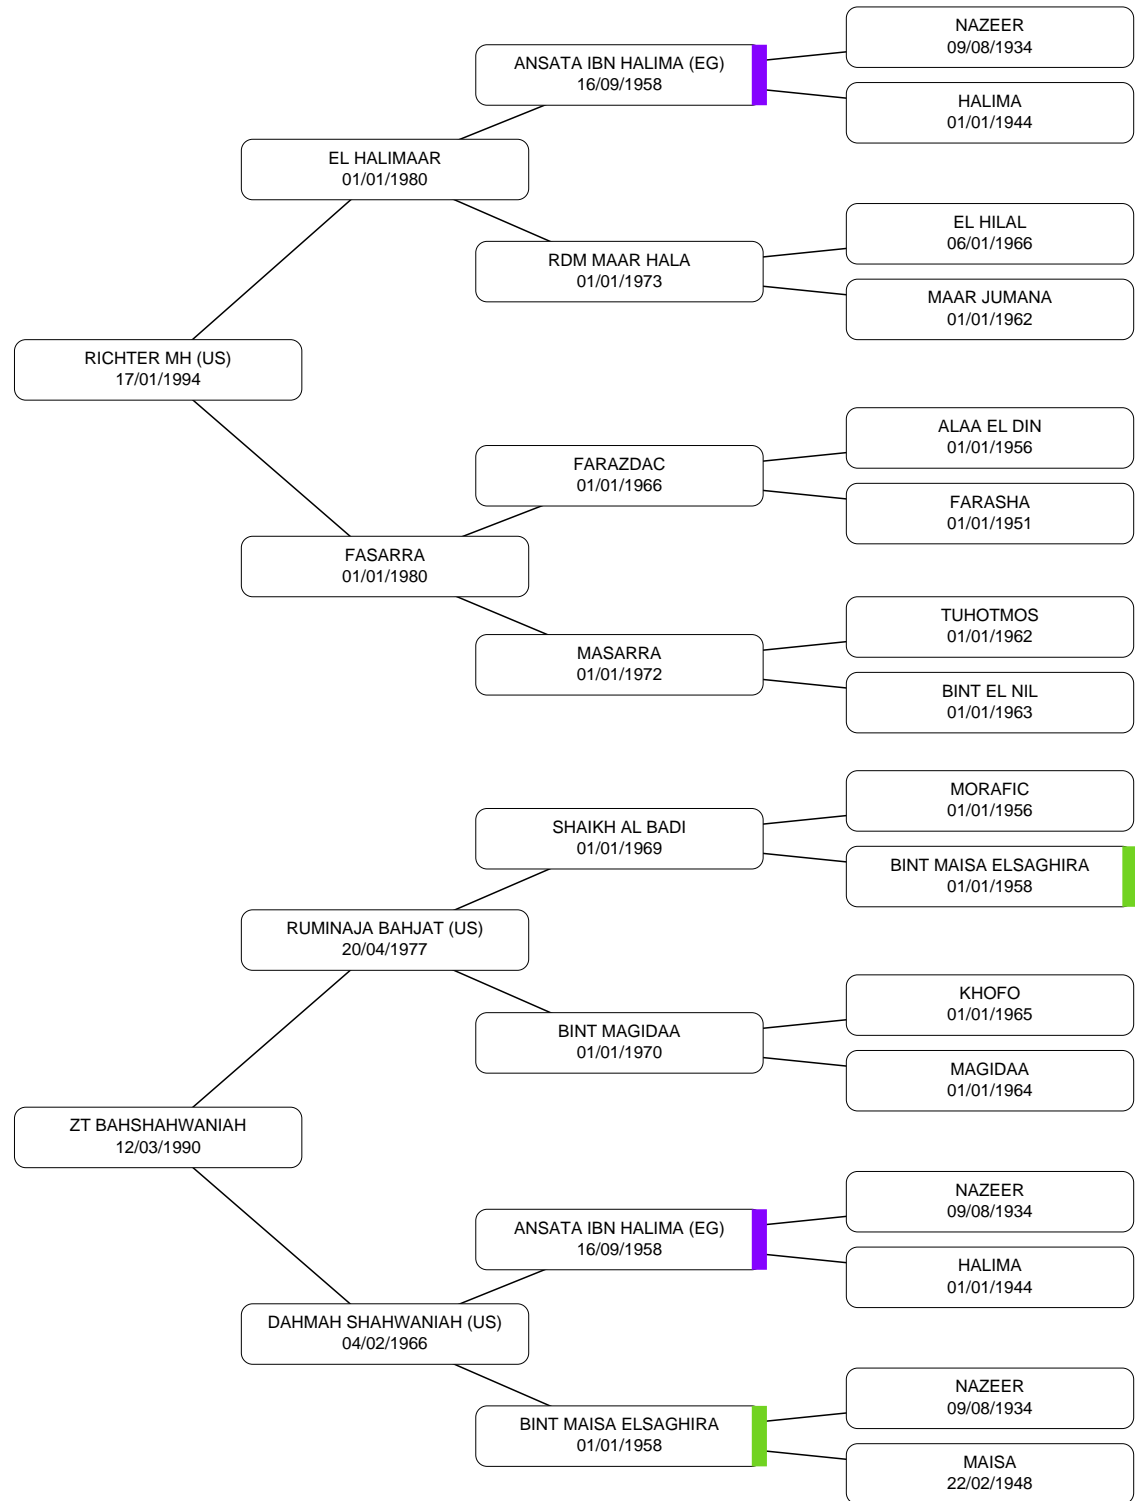 NAZEER
09/08/1934
ANSATA IBN HALIMA (EG)
16/09/1958
HALIMA
01/01/1944
EL HALIMAAR
01/01/1980
EL HILAL
06/01/1966
RDM MAAR HALA
01/01/1973
MAAR JUMANA
01/01/1962
RICHTER MH (US)
17/01/1994
ALAA EL DIN
01/01/1956
FARAZDAC
01/01/1966
FARASHA
01/01/1951
FASARRA
01/01/1980
TUHOTMOS
01/01/1962
MASARRA
01/01/1972
BINT EL NIL
01/01/1963
MORAFIC
01/01/1956
SHAIKH AL BADI
01/01/1969
BINT MAISA ELSAGHIRA
01/01/1958
RUMINAJA BAHJAT (US)
20/04/1977
KHOFO
01/01/1965
BINT MAGIDAA
01/01/1970
MAGIDAA
01/01/1964
ZT BAHSHAHWANIAH
12/03/1990
NAZEER
09/08/1934
ANSATA IBN HALIMA (EG)
16/09/1958
HALIMA
01/01/1944
DAHMAH SHAHWANIAH (US)
04/02/1966
NAZEER
09/08/1934
BINT MAISA ELSAGHIRA
01/01/1958
MAISA
22/02/1948